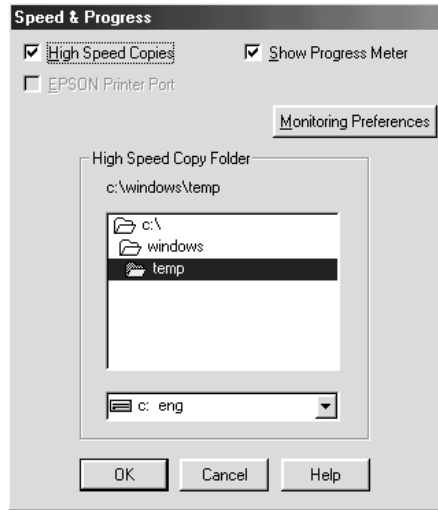 Speed & Progress
High Speed Copies
Show Progress Meter
EPSON Printer Port
Monitoring Preferences
High Speed Copy Folder
c:\windows\temp
c:\
windows
temp
c: eng
OK
Cancel
Help